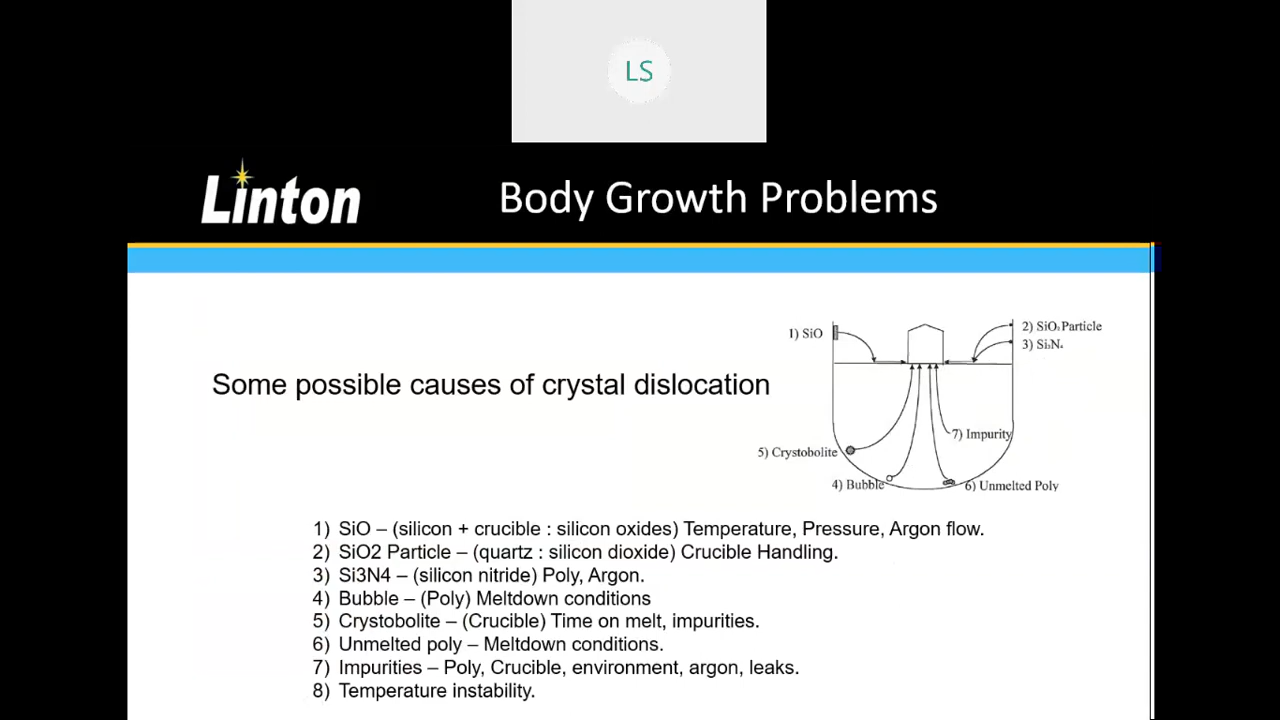 LS
Linton
Body Growth Problems
Some possible causes of crystal dislocation
1) SiO
2) SiO₂ Particle
3) Si₃N₄
7) Impurity
5) Crystobolite
4) Bubble
6) Unmelted Poly
1) SiO – (silicon + crucible : silicon oxides) Temperature, Pressure, Argon flow.
2) SiO2 Particle – (quartz : silicon dioxide) Crucible Handling.
3) Si3N4 – (silicon nitride) Poly, Argon.
4) Bubble – (Poly) Meltdown conditions
5) Crystobolite – (Crucible) Time on melt, impurities.
6) Unmelted poly – Meltdown conditions.
7) Impurities – Poly, Crucible, environment, argon, leaks.
8) Temperature instability.